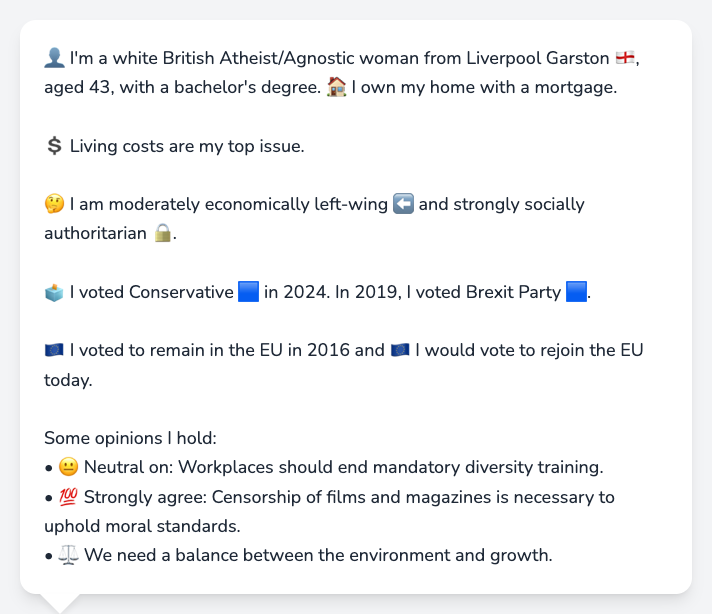 👤 I'm a white British Atheist/Agnostic woman from Liverpool Garston 🏴󠁧󠁢󠁥󠁮󠁧󠁿,
aged 43, with a bachelor's degree. 🏠 I own my home with a mortgage.
💲 Living costs are my top issue.
🤔 I am moderately economically left-wing ⬅️ and strongly socially
authoritarian 🔒.
🗳️ I voted Conservative 🟦 in 2024. In 2019, I voted Brexit Party 🟦.
🇪🇺 I voted to remain in the EU in 2016 and 🇪🇺 I would vote to rejoin the EU
today.
Some opinions I hold:
• 😐 Neutral on: Workplaces should end mandatory diversity training.
• 💯 Strongly agree: Censorship of films and magazines is necessary to
uphold moral standards.
• ⚖️ We need a balance between the environment and growth.